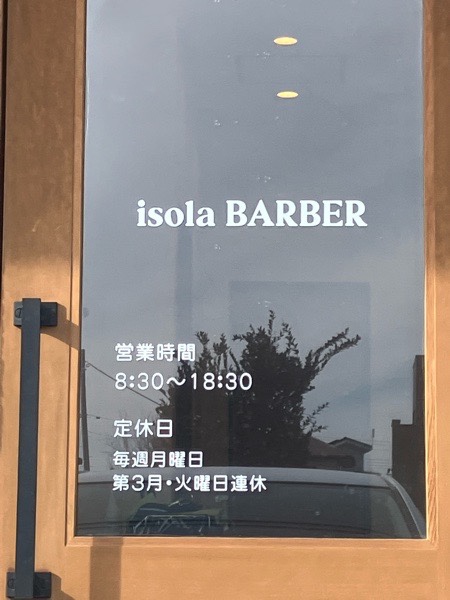 isola BARBER
営業時間
8:30〜18:30
定休日
毎週月曜日
第3月・火曜日連休